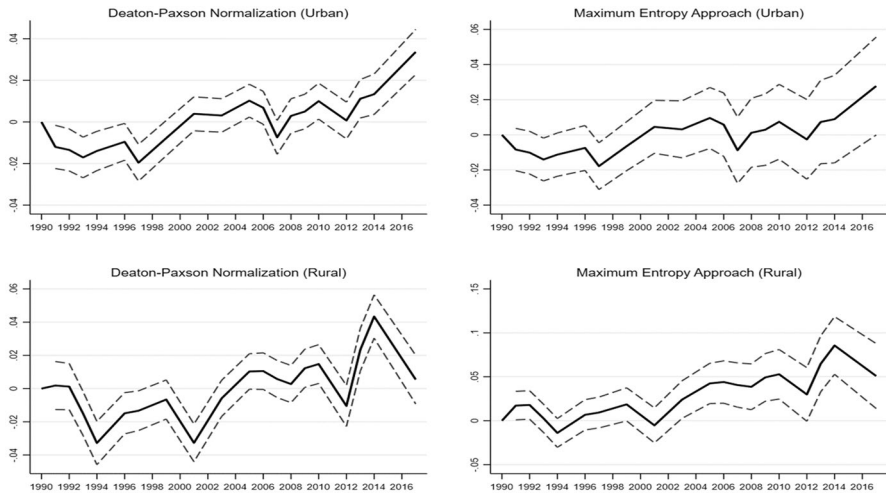 Deaton-Paxson Normalization (Urban)
.04
.02
0
-.02
-.04
1990 1992 1994 1996 1998 2000 2002 2004 2006 2008 2010 2012 2014 2016
Maximum Entropy Approach (Urban)
.06
.04
.02
0
-.02
-.04
1990 1992 1994 1996 1998 2000 2002 2004 2006 2008 2010 2012 2014 2016
Deaton-Paxson Normalization (Rural)
.06
.04
.02
0
-.02
-.04
1990 1992 1994 1996 1998 2000 2002 2004 2006 2008 2010 2012 2014 2016
Maximum Entropy Approach (Rural)
.15
.1
.05
0
-.05
1990 1992 1994 1996 1998 2000 2002 2004 2006 2008 2010 2012 2014 2016